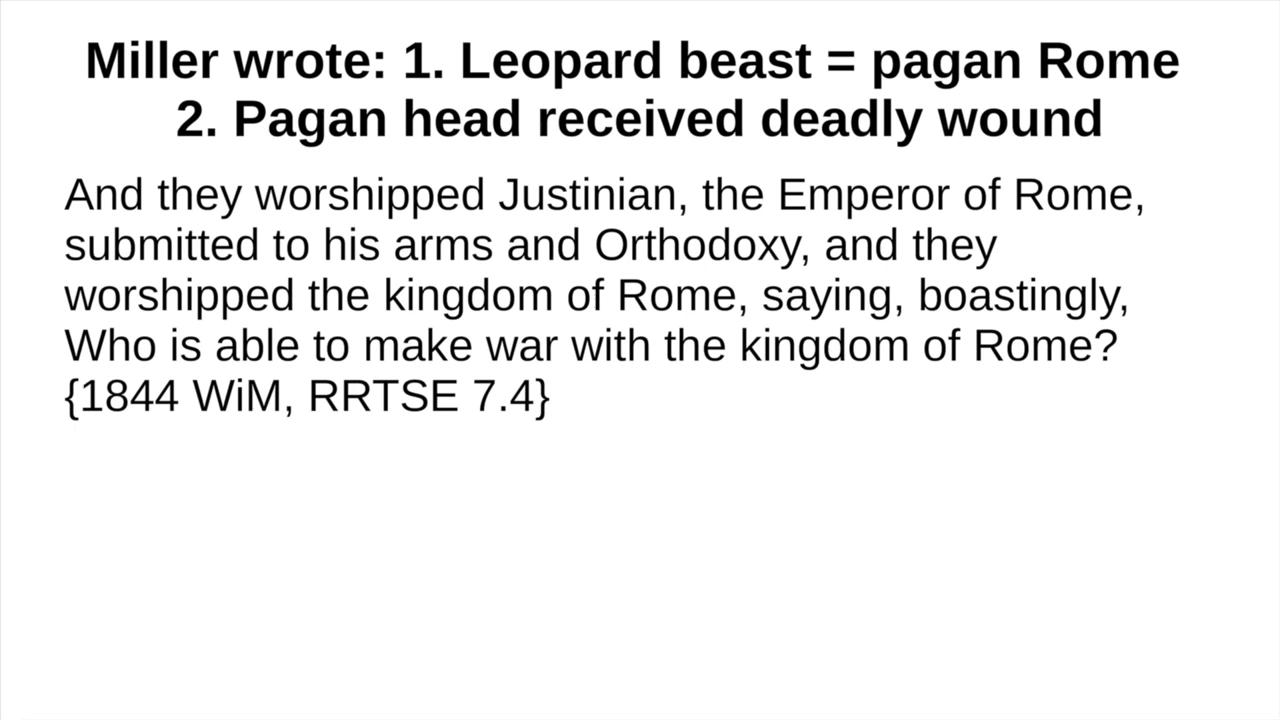 Miller wrote: 1. Leopard beast = pagan Rome
2. Pagan head received deadly wound
And they worshipped Justinian, the Emperor of Rome,
submitted to his arms and Orthodoxy, and they
worshipped the kingdom of Rome, saying, boastingly,
Who is able to make war with the kingdom of Rome?
{1844 WiM, RRTSE 7.4}